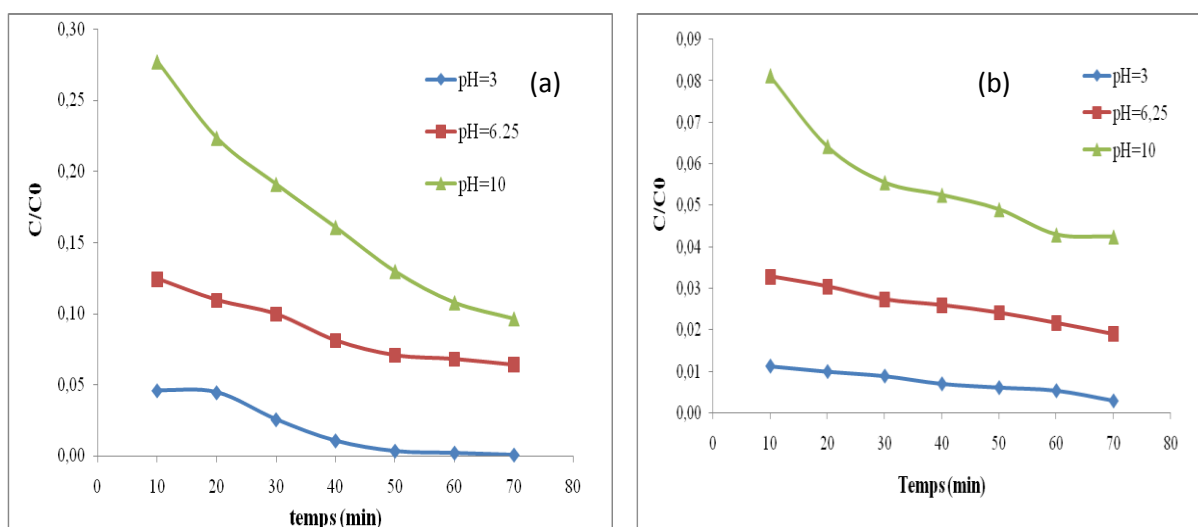 0,30
0,25
0,20
0,15
0,10
0,05
0,00
C/C0
(a)
pH=3
pH=6.25
pH=10
0 10 20 30 40 50 60 70 80
temps (min)
0,09
0,08
0,07
0,06
0,05
0,04
0,03
0,02
0,01
0,00
C/C0
(b)
pH=3
pH=6,25
pH=10
0 10 20 30 40 50 60 70 80
Temps (min)